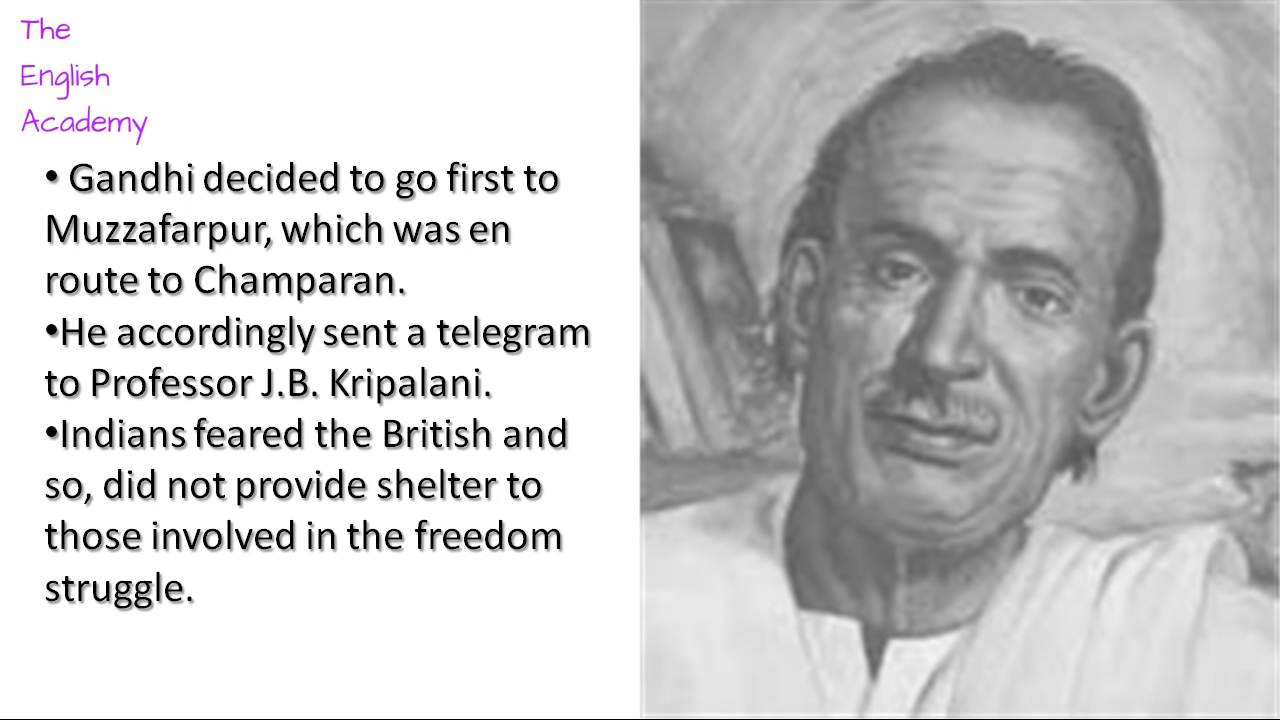 The
English
Academy
• Gandhi decided to go first to
Muzzafarpur, which was en
route to Champaran.
•He accordingly sent a telegram
to Professor J.B. Kripalani.
•Indians feared the British and
so, did not provide shelter to
those involved in the freedom
struggle.